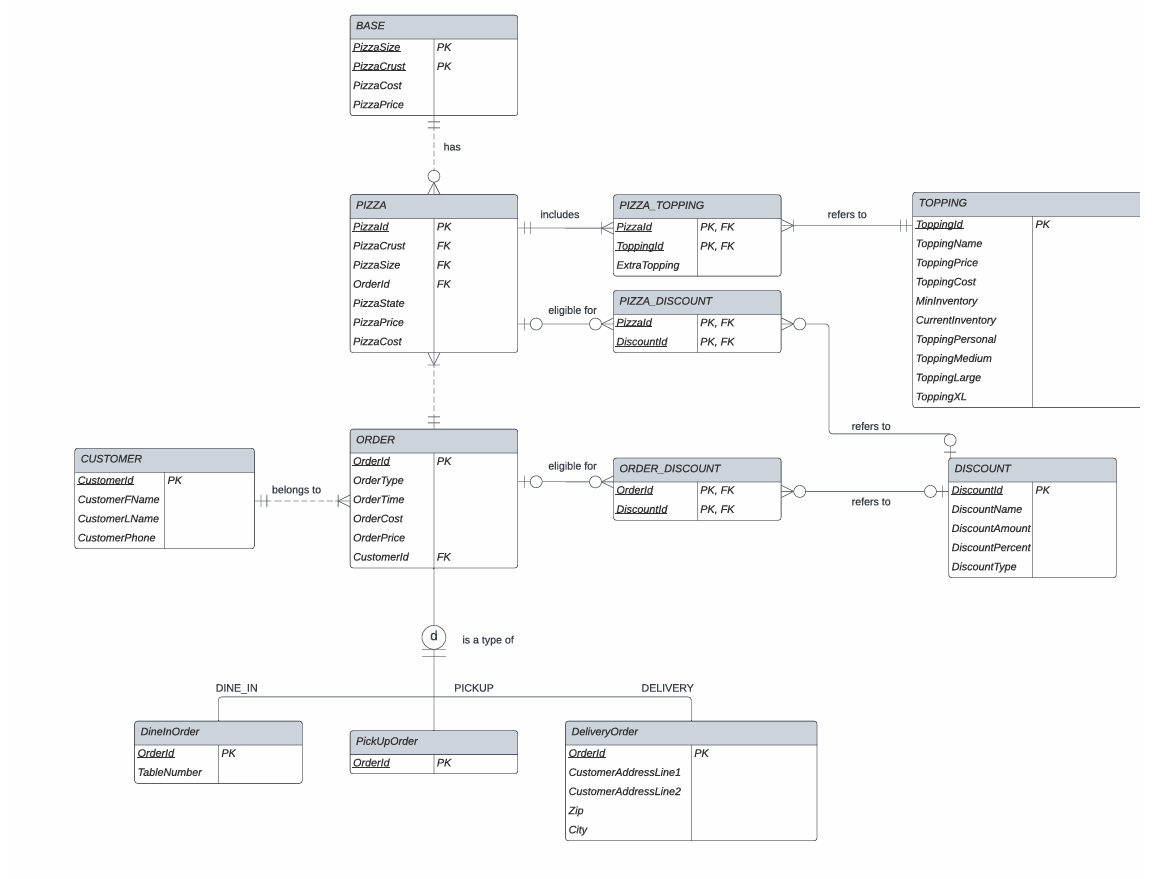 BASE
PizzaSize PK
PizzaCrust PK
PizzaCost
PizzaPrice
has
PIZZA
PizzaId PK
PizzaCrust FK
PizzaSize FK
OrderId FK
PizzaState
PizzaPrice
PizzaCost
includes
PIZZA_TOPPING
PizzaId PK, FK
ToppingId PK, FK
ExtraTopping
refers to
TOPPING
ToppingId PK
ToppingName
ToppingPrice
ToppingCost
MinInventory
CurrentInventory
ToppingPersonal
ToppingMedium
ToppingLarge
ToppingXL
eligible for
PIZZA_DISCOUNT
PizzaId PK, FK
DiscountId PK, FK
refers to
CUSTOMER
CustomerId PK
CustomerFName
CustomerLName
CustomerPhone
belongs to
ORDER
OrderId PK
OrderType
OrderTime
OrderCost
OrderPrice
CustomerId FK
eligible for
ORDER_DISCOUNT
OrderId PK, FK
DiscountId PK, FK
refers to
DISCOUNT
DiscountId PK
DiscountName
DiscountAmount
DiscountPercent
DiscountType
d
is a type of
DINE_IN
PICKUP
DELIVERY
DineInOrder
OrderId PK
TableNumber
PickUpOrder
OrderId PK
DeliveryOrder
OrderId PK
CustomerAddressLine1
CustomerAddressLine2
Zip
City